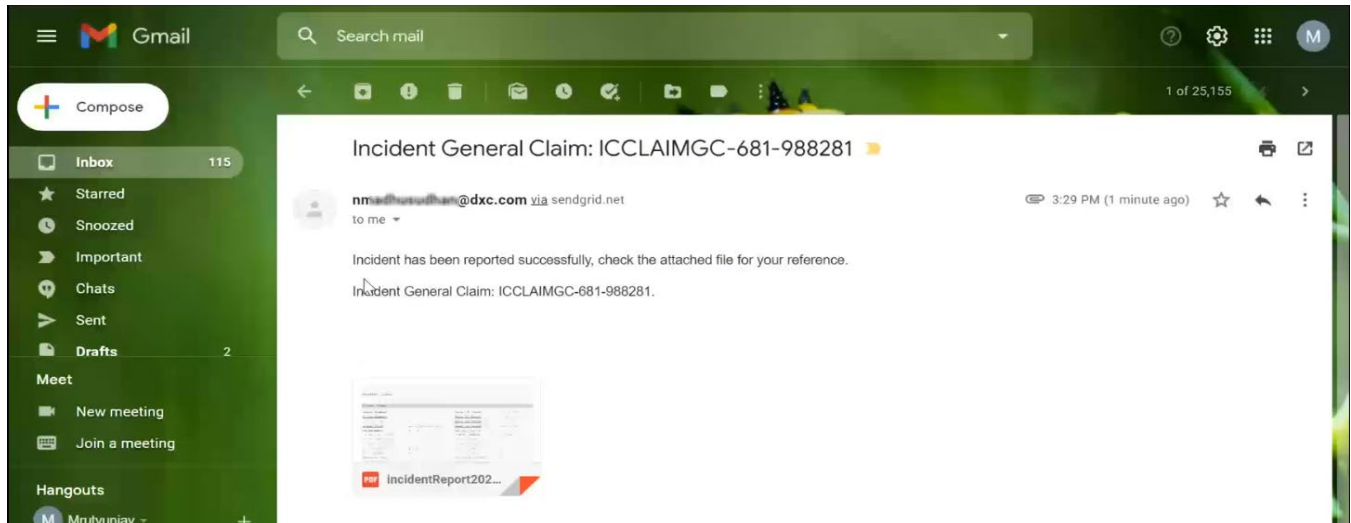 Gmail
Search mail
M
Compose
1 of 25,155
Inbox 115
Starred
Snoozed
Important
Chats
Sent
Drafts 2
Meet
New meeting
Join a meeting
Hangouts
M Mrutyunjay
Incident General Claim: ICCLAIMGC-681-988281
@dxc.com via sendgrid.net
3:29 PM (1 minute ago)
to me
Incident has been reported successfully, check the attached file for your reference.
Incident General Claim: ICCLAIMGC-681-988281.
PDF incidentReport202...